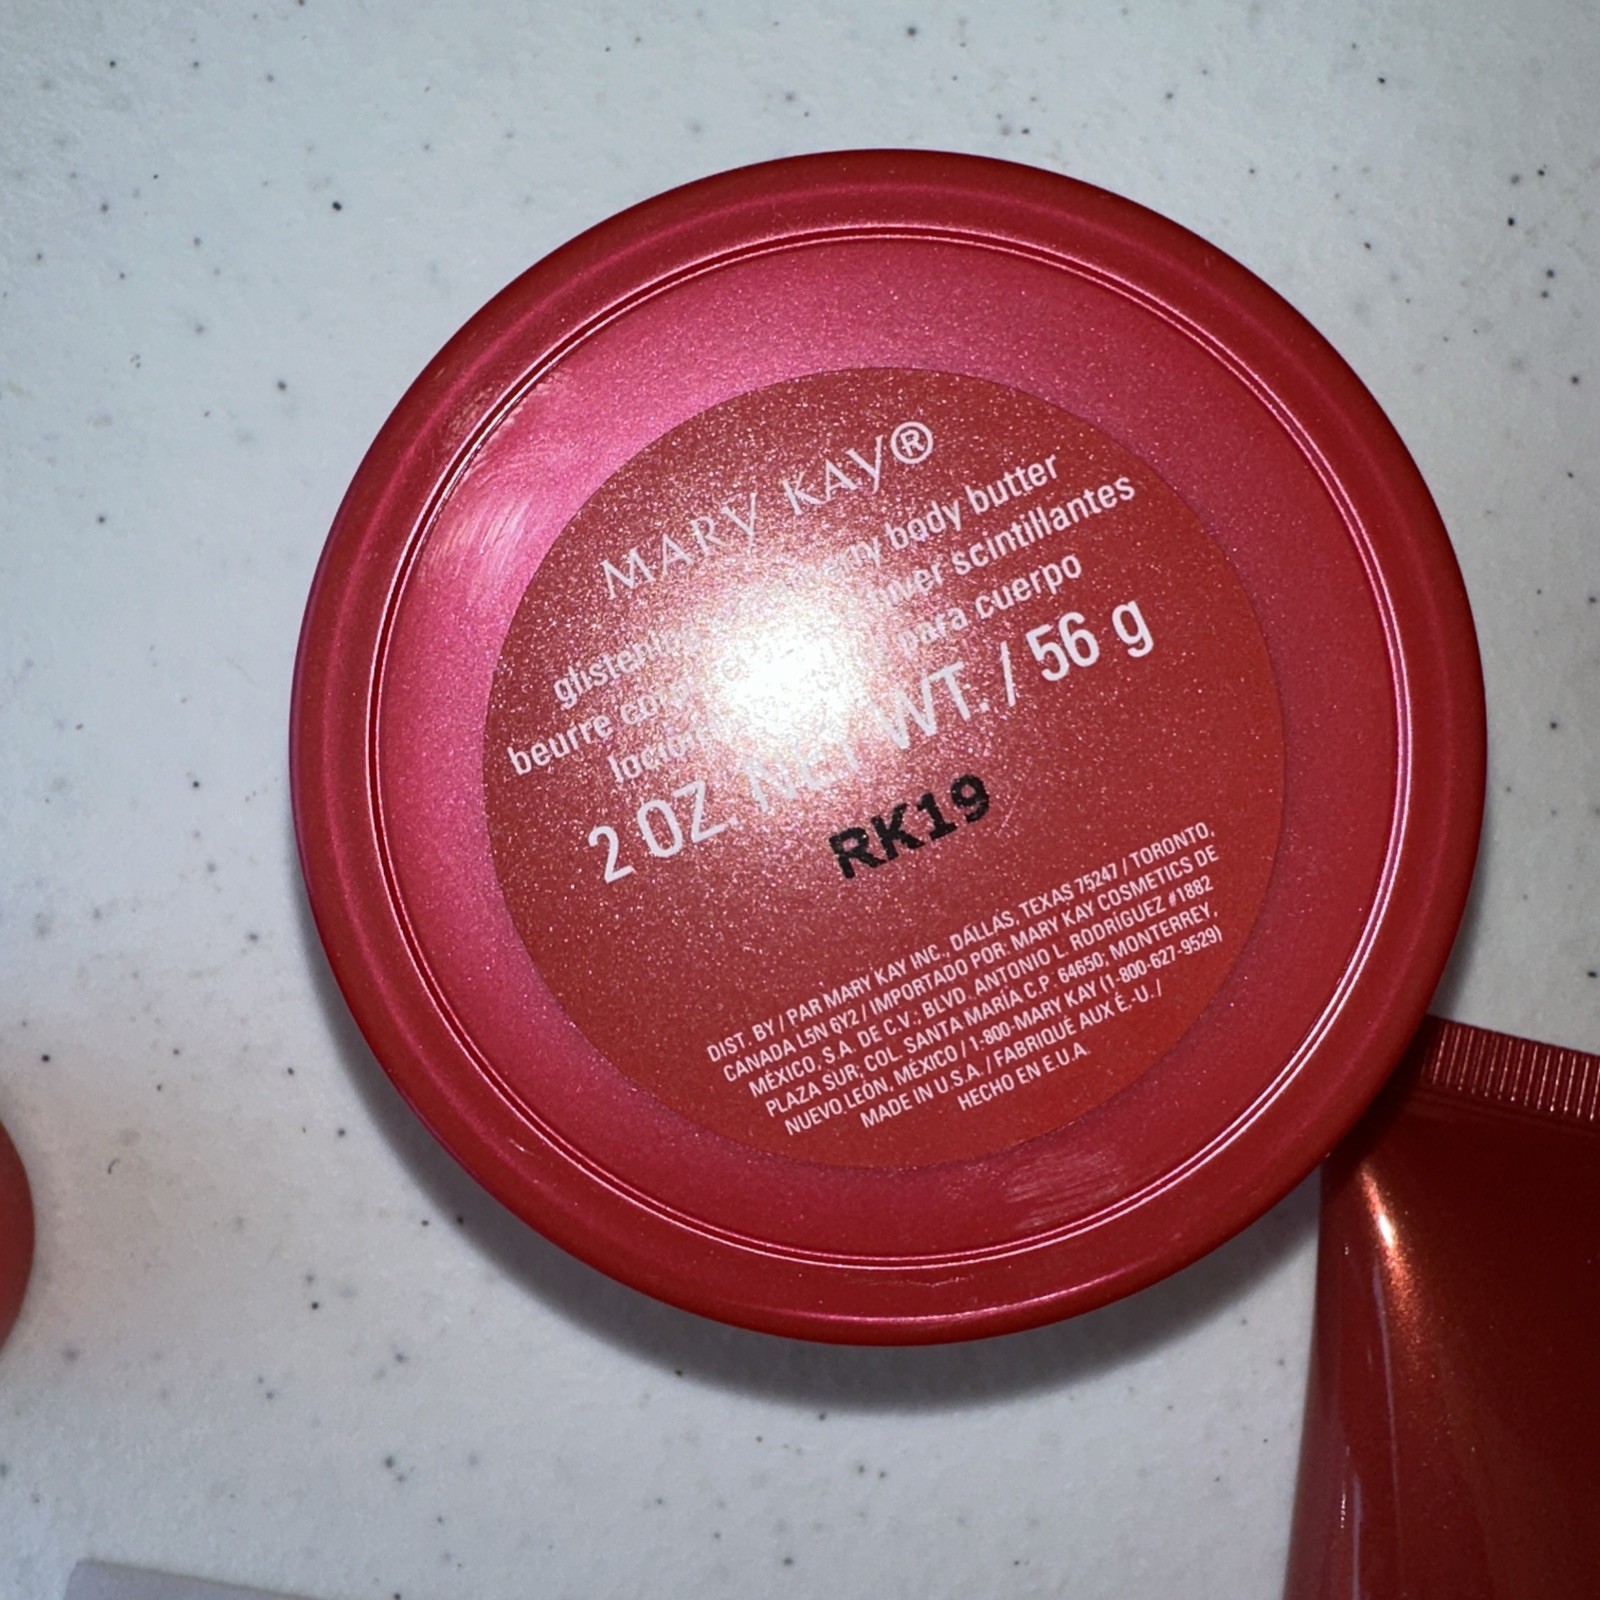 MARY KAY®
body butter
beurre scintillantes
para cuerpo
2 OZ. NET WT. / 56 g
RK19
DIST. BY / PAR MARY KAY INC., DALLAS, TEXAS 75247 / TORONTO,
CANADA L5N 6V2 / IMPORTADO POR: MARY KAY COSMETICS DE
MÉXICO, S.A. DE C.V.; BLVD. ANTONIO L. RODRÍGUEZ #1882
PLAZA SUR; COL. SANTA MARÍA C.P. 64650; MONTERREY,
NUEVO LEÓN, MÉXICO / 1-800-MARY KAY (1-800-627-9529)
MADE IN U.S.A. / FABRIQUÉ AUX É.-U. /
HECHO EN E.U.A.